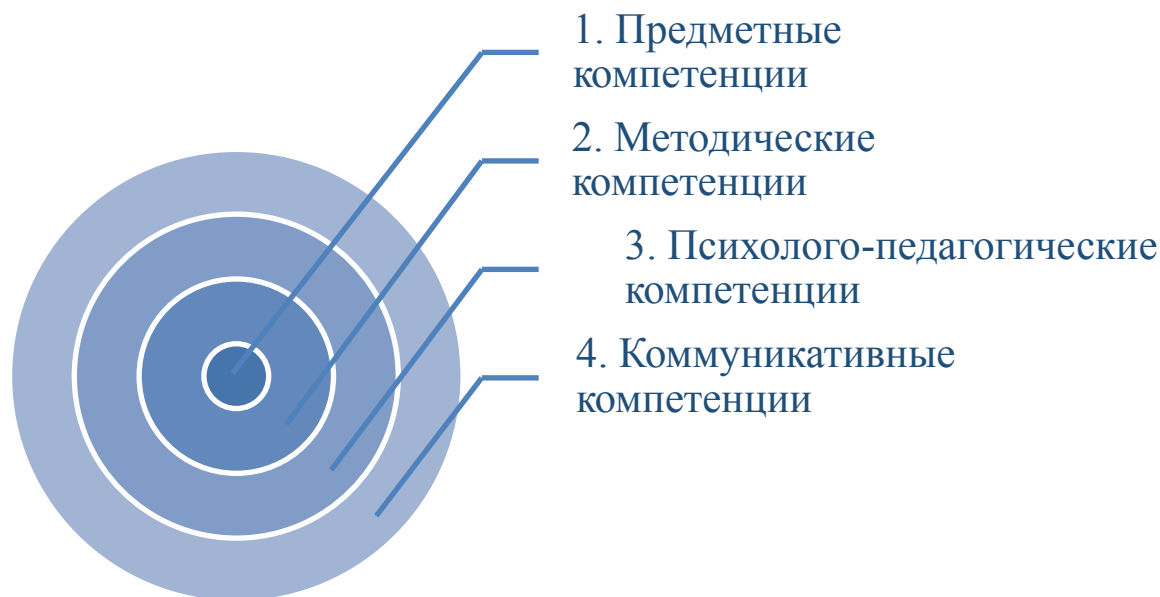 1. Предметные
компетенции
2. Методические
компетенции
3. Психолого-педагогические
компетенции
4. Коммуникативные
компетенции